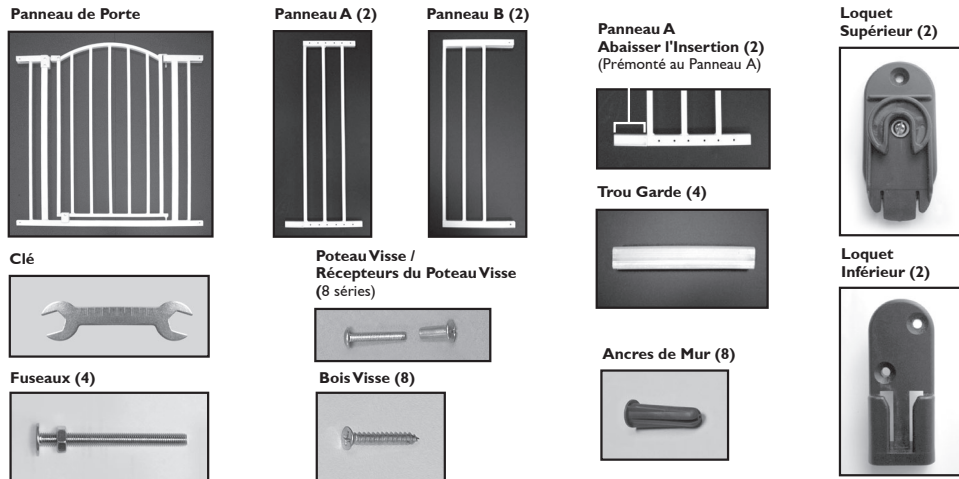 Panneau de Porte
Panneau A (2)
Panneau B (2)
Panneau A
Abaisser l'Insertion (2)
(Prémonté au Panneau A)
Loquet
Supérieur (2)
Trou Garde (4)
Clé
Poteau Visse /
Récepteurs du Poteau Visse
(8 séries)
Loquet
Inférieur (2)
Fuseaux (4)
Bois Visse (8)
Ancres de Mur (8)